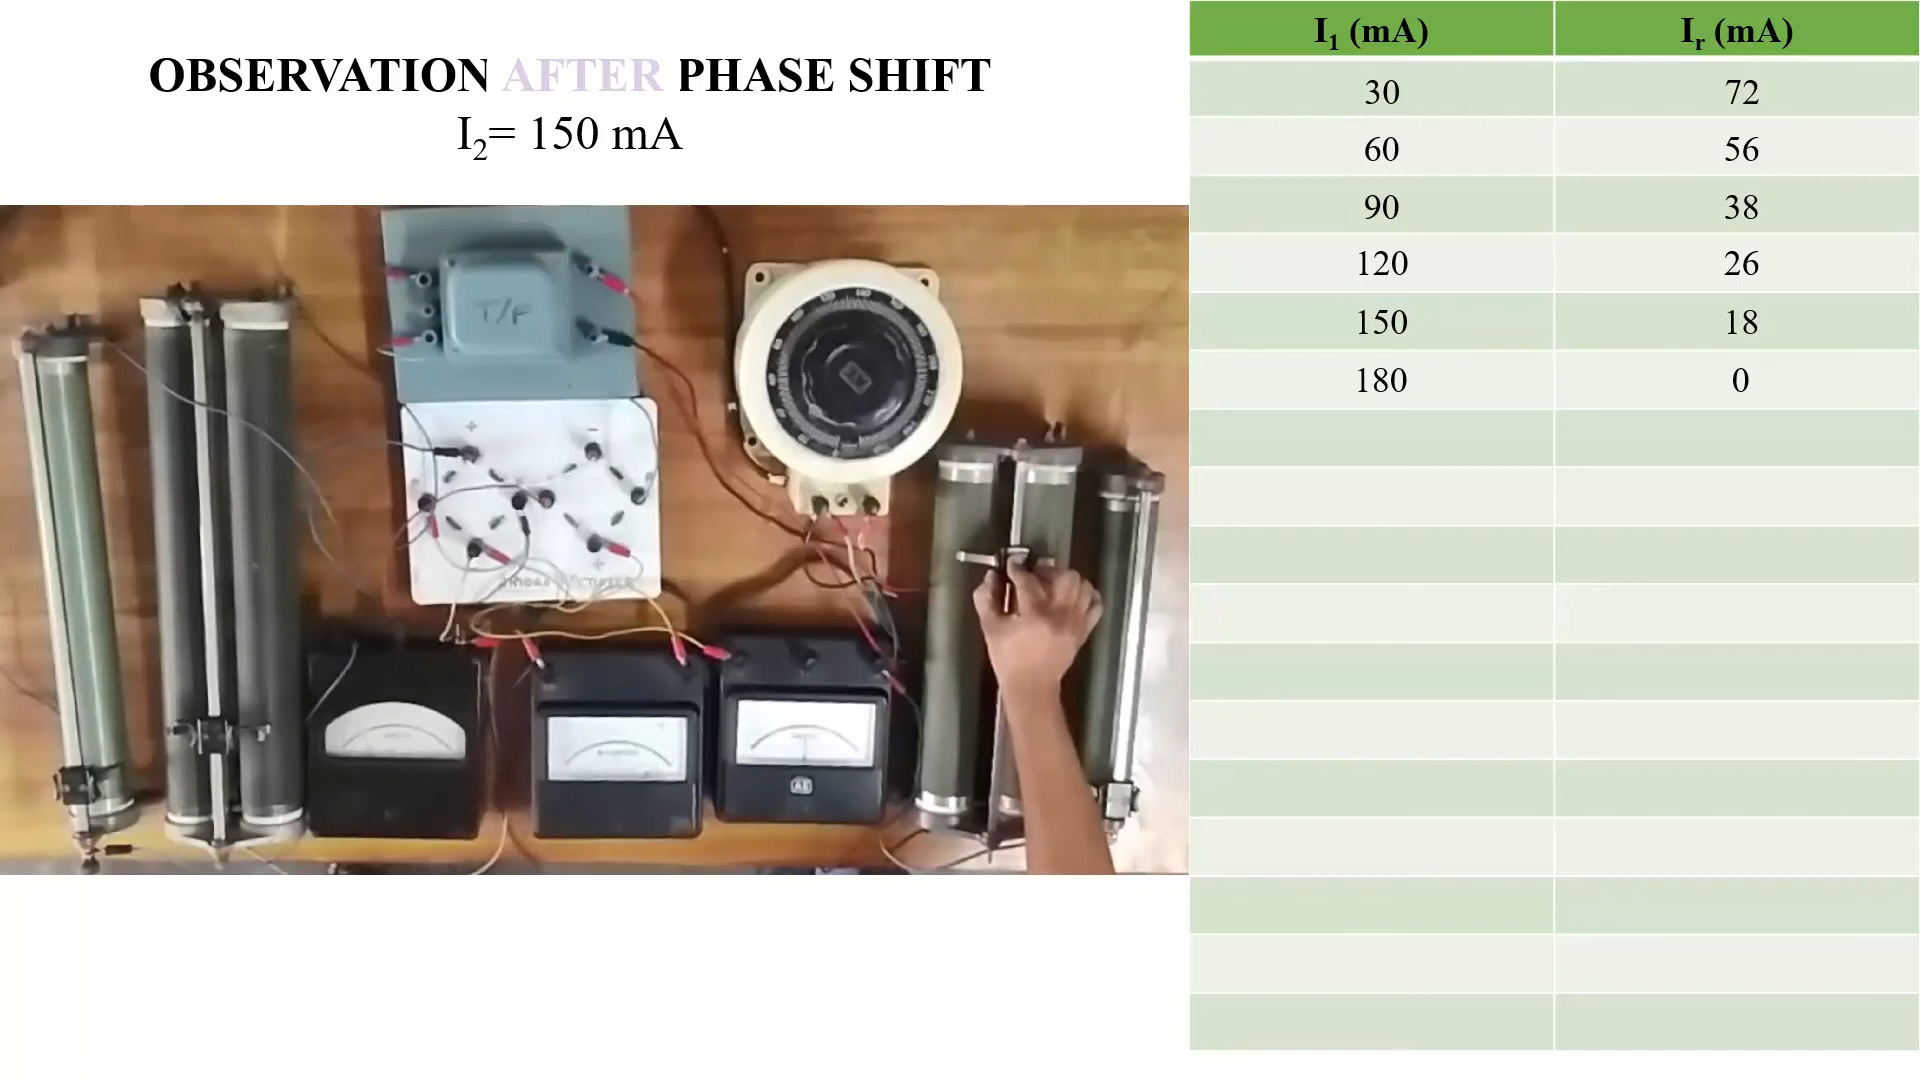 OBSERVATION AFTER PHASE SHIFT
I₂= 150 mA
I₁ (mA) Iᵣ (mA)
30 72
60 56
90 38
120 26
150 18
180 0
T/F
+ -
+